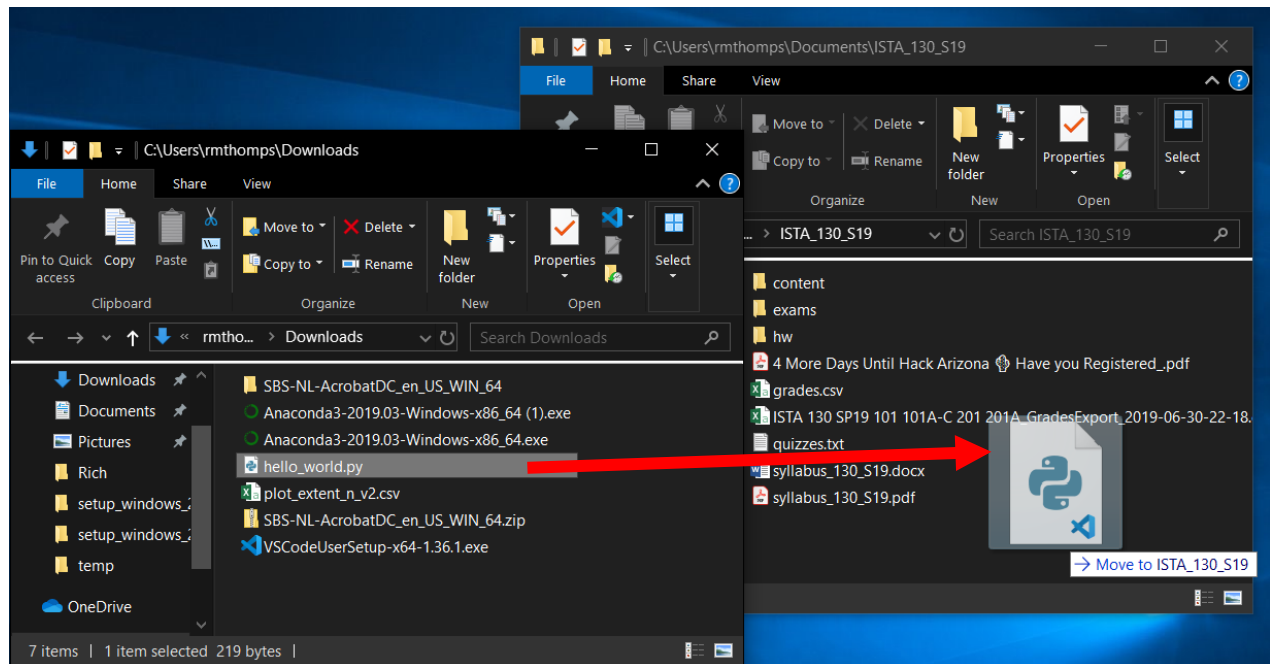 C:\Users\rmthomps\Documents\ISTA_130_S19
File Home Share View
Move to Delete
Copy to Rename
New folder
Properties
Select
Organize New Open
... > ISTA_130_S19
Search ISTA_130_S19
content
exams
hw
4 More Days Until Hack Arizona Have you Registered_.pdf
grades.csv
ISTA 130 SP19 101 101A-C 201 201A_GradesExport_2019-06-30-22-18.
quizzes.txt
syllabus_130_S19.docx
syllabus_130_S19.pdf
→ Move to ISTA_130_S19
C:\Users\rmthomps\Downloads
File Home Share View
Pin to Quick access
Copy
Paste
Move to Delete
Copy to Rename
New folder
Properties
Select
Clipboard Organize New Open
« rmtho... > Downloads
Search Downloads
Downloads
Documents
Pictures
Rich
setup_windows_
setup_windows_
temp
OneDrive
SBS-NL-AcrobatDC_en_US_WIN_64
Anaconda3-2019.03-Windows-x86_64 (1).exe
Anaconda3-2019.03-Windows-x86_64.exe
hello_world.py
plot_extent_n_v2.csv
SBS-NL-AcrobatDC_en_US_WIN_64.zip
VSCodeUserSetup-x64-1.36.1.exe
7 items | 1 item selected 219 bytes |